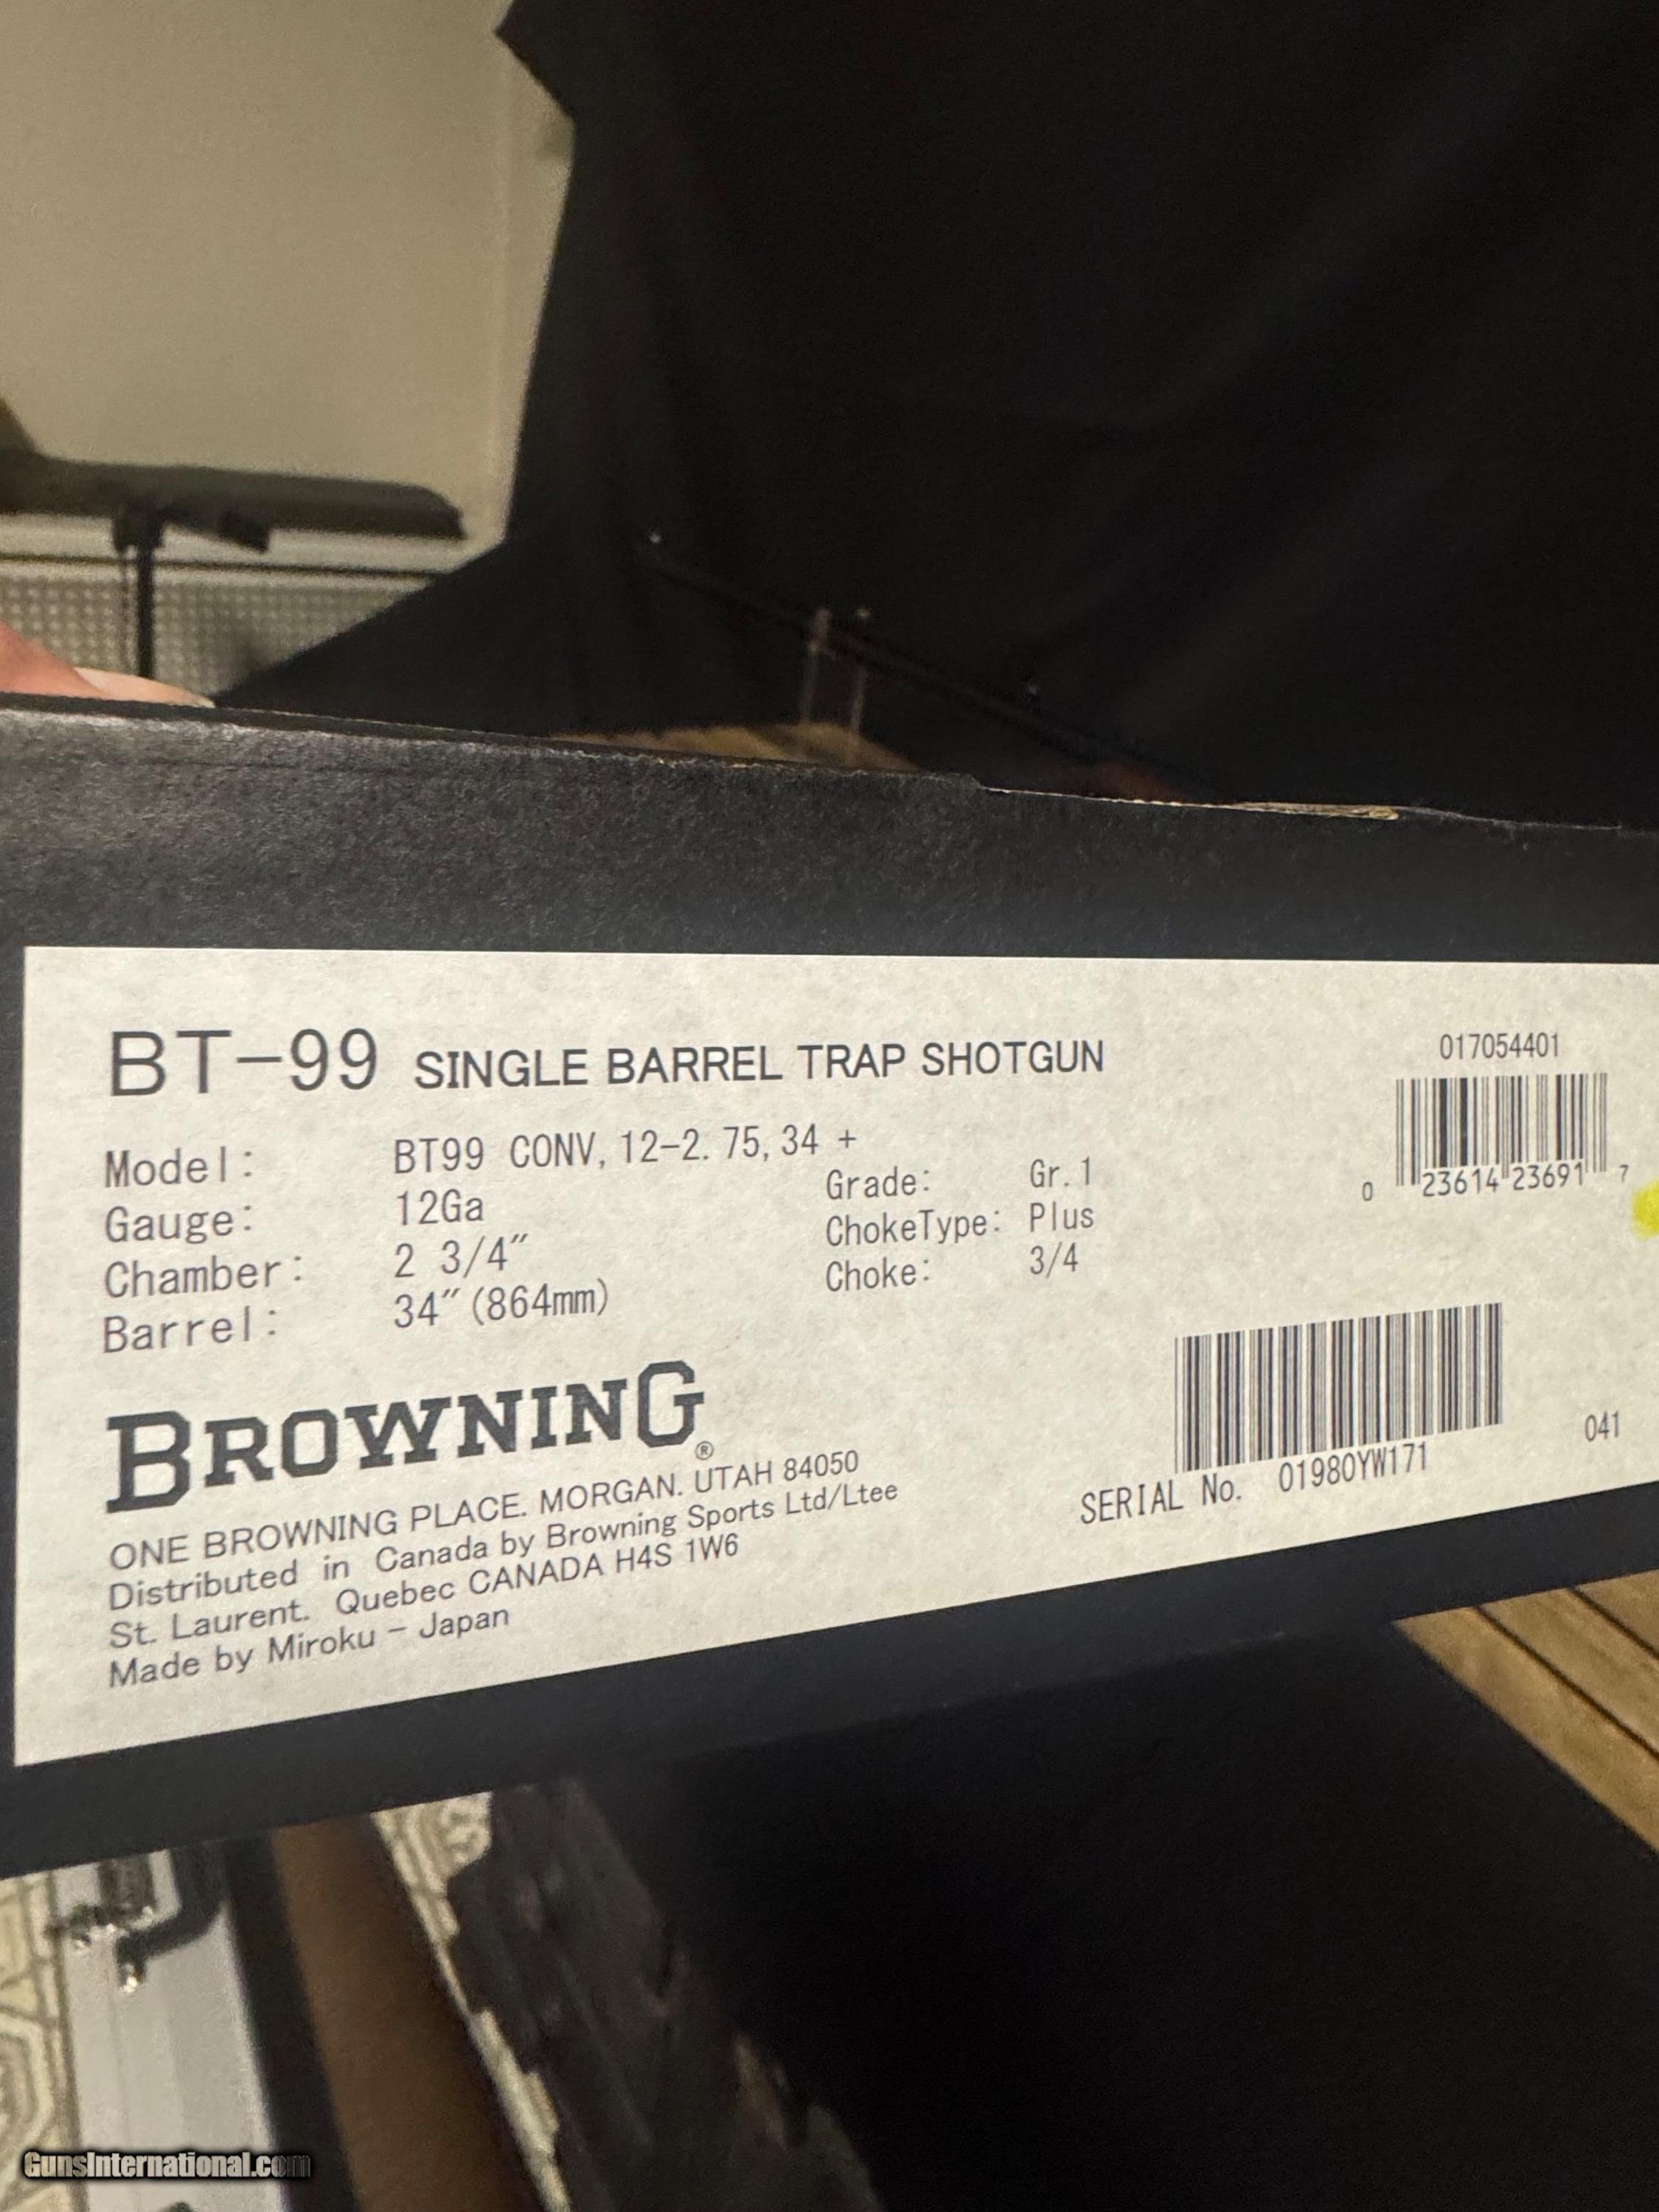 BT-99 SINGLE BARREL TRAP SHOTGUN
017054401
Model: BT99 CONV, 12-2.75, 34 +
Gauge: 12Ga
Chamber: 2 3/4"
Barrel: 34"(864mm)
Grade: Gr.1
ChokeType: Plus
Choke: 3/4
0 23614 23691 7
BROWNING®
ONE BROWNING PLACE. MORGAN. UTAH 84050
Distributed in Canada by Browning Sports Ltd/Ltee
St. Laurent. Quebec CANADA H4S 1W6
Made by Miroku - Japan
SERIAL No. 01980YW171
041
GunsInternational.com